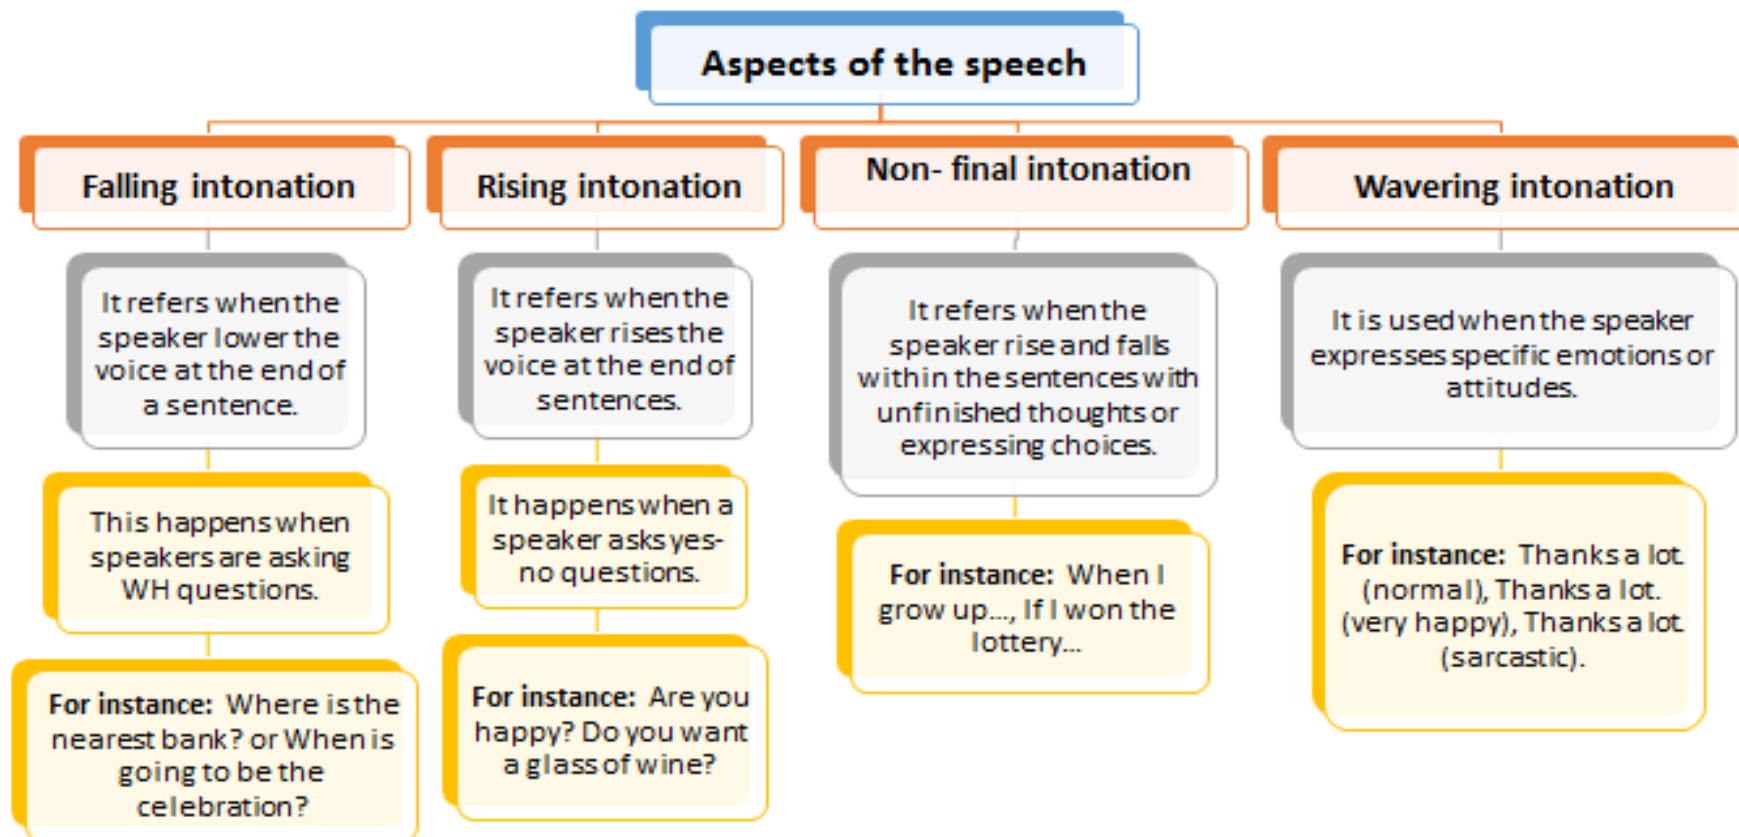 Aspects of the speech
Falling intonation
It refers when the
speaker lower the
voice at the end of
a sentence.
This happens when
speakers are asking
WH questions.
For instance: Where is the
nearest bank? or When is
going to be the
celebration?
Rising intonation
It refers when the
speaker rises the
voice at the end of
sentences.
It happens when a
speaker asks yes-
no questions.
For instance: Are you
happy? Do you want
a glass of wine?
Non- final intonation
It refers when the
speaker rise and falls
within the sentences with
unfinished thoughts or
expressing choices.
For instance: When I
grow up..., If I won the
lottery...
Wavering intonation
It is used when the speaker
expresses specific emotions or
attitudes.
For instance: Thanks a lot.
(normal), Thanks a lot.
(very happy), Thanks a lot.
(sarcastic).